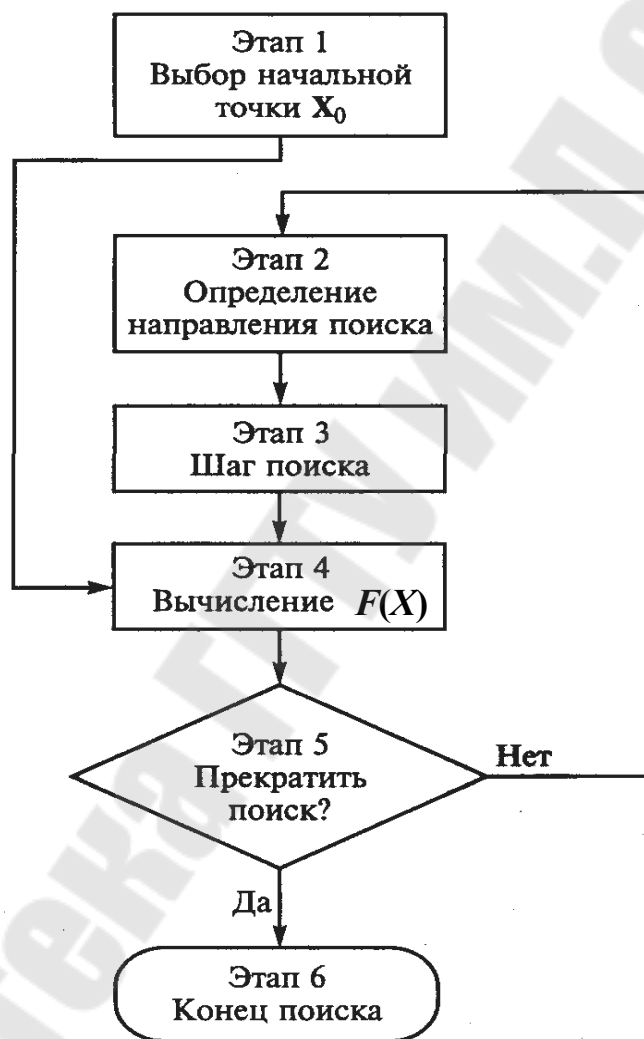 Этап 1
Выбор начальной
точки X₀
Этап 2
Определение
направления поиска
Этап 3
Шаг поиска
Этап 4
Вычисление F(X)
Этап 5
Прекратить
поиск?
Нет
Да
Этап 6
Конец поиска